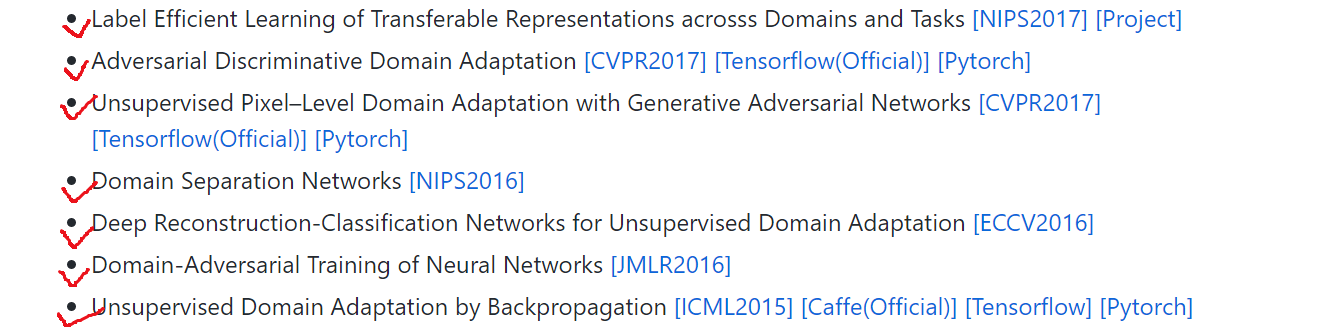 Label Efficient Learning of Transferable Representations acrosss Domains and Tasks [NIPS2017] [Project]
Adversarial Discriminative Domain Adaptation [CVPR2017] [Tensorflow(Official)] [Pytorch]
Unsupervised Pixel–Level Domain Adaptation with Generative Adversarial Networks [CVPR2017]
[Tensorflow(Official)] [Pytorch]
Domain Separation Networks [NIPS2016]
Deep Reconstruction-Classification Networks for Unsupervised Domain Adaptation [ECCV2016]
Domain-Adversarial Training of Neural Networks [JMLR2016]
Unsupervised Domain Adaptation by Backpropagation [ICML2015] [Caffe(Official)] [Tensorflow] [Pytorch]